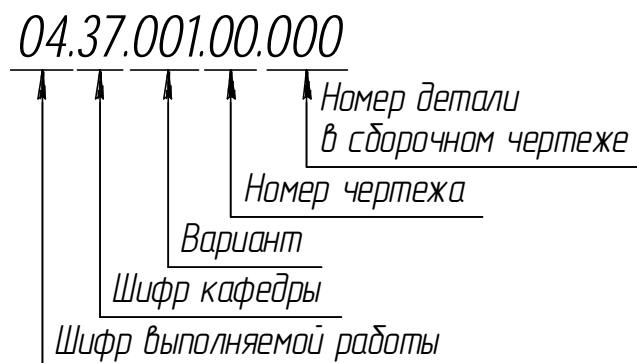 04.37.001.00.000
Номер детали
в сборочном чертеже
Номер чертежа
Вариант
Шифр кафедры
Шифр выполняемой работы